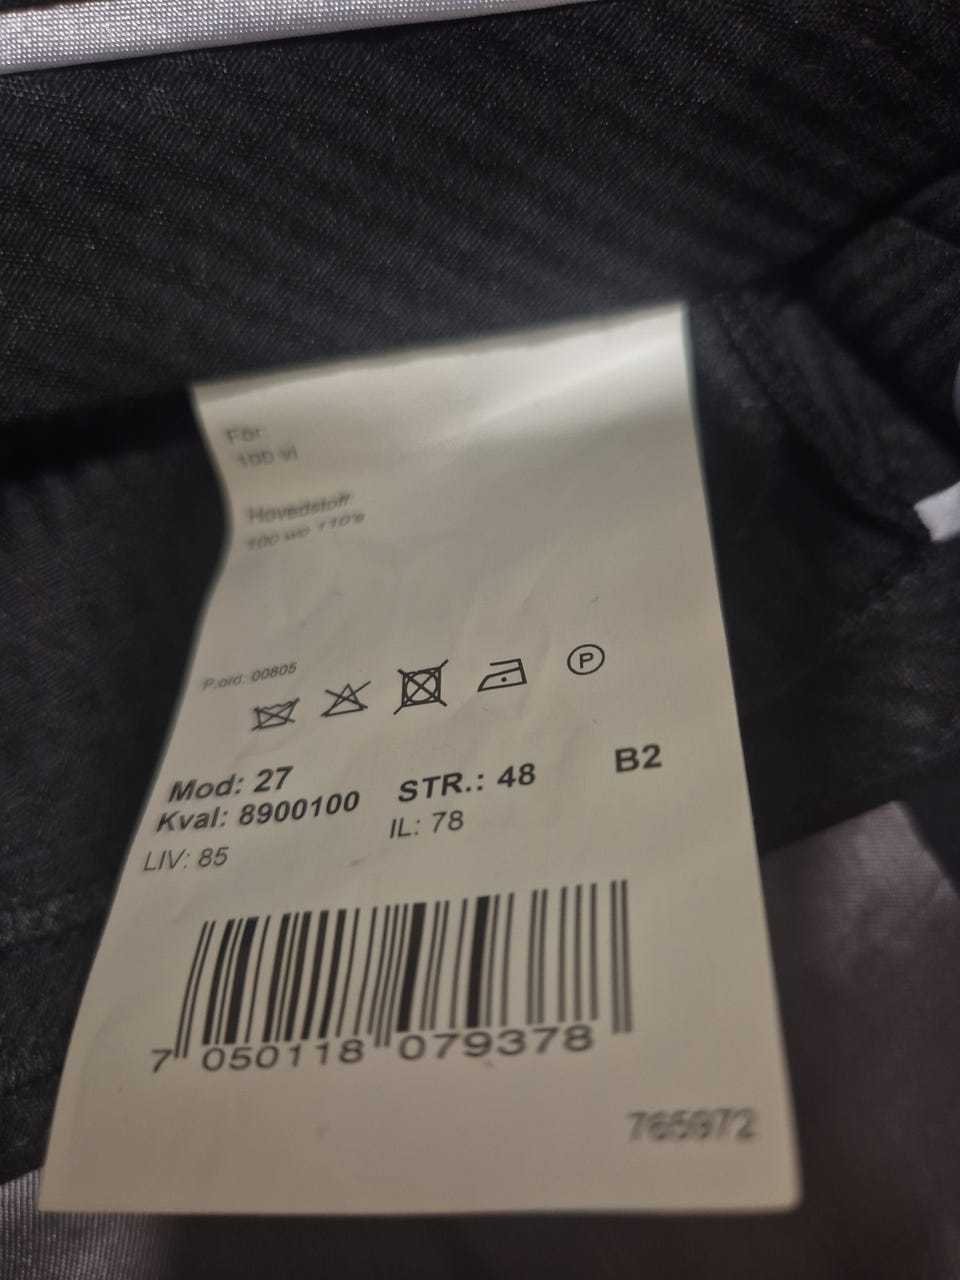 Fôr:
100 vi
Hovedstoff:
100 wo 110's
P.ord: 00805
P
Mod: 27
STR.: 48
B2
Kval: 8900100
IL: 78
LIV: 85
7 050118 079378
765972